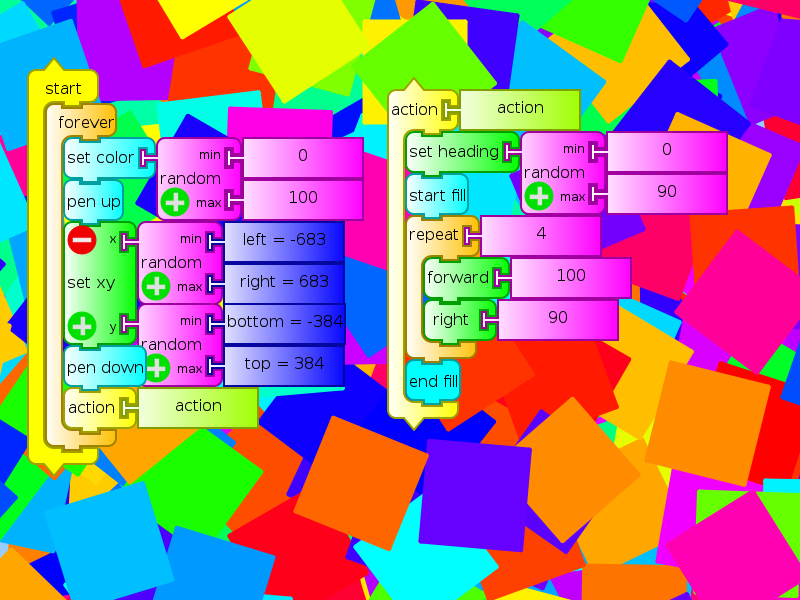 start
forever
set color
min
0
random
max
100
pen up
set xy
x
min
left = -683
random
max
right = 683
y
min
bottom = -384
random
max
top = 384
pen down
action
action
action
action
set heading
min
0
random
max
90
start fill
repeat
4
forward
100
right
90
end fill